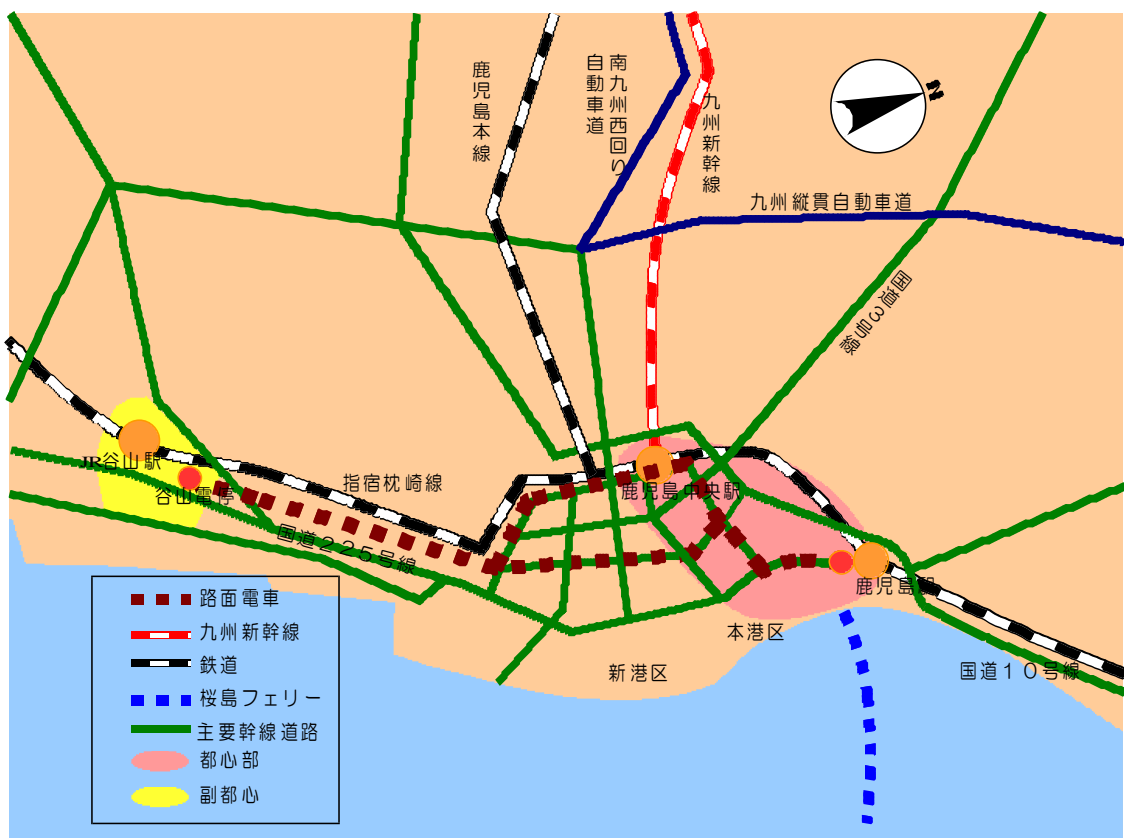 鹿児島本線
南九州西回り
自動車道
九州新幹線
N
九州縦貫自動車道
国道3号線
JR谷山駅
谷山電停
指宿枕崎線
国道225号線
鹿児島中央駅
鹿児島駅
本港区
新港区
国道10号線
路面電車
九州新幹線
鉄道
桜島フェリー
主要幹線道路
都心部
副都心